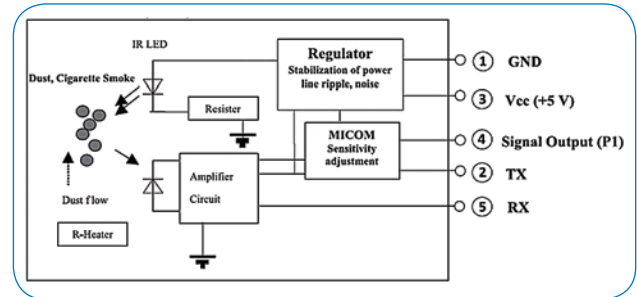 IR LED
Dust, Cigarette Smoke
Resister
Regulator
Stabilization of power
line ripple, noise
MICOM
Sensitivity
adjustment
Amplifier
Circuit
Dust flow
R-Heater
① GND
③ Vcc (+5 V)
④ Signal Output (P1)
② TX
⑤ RX